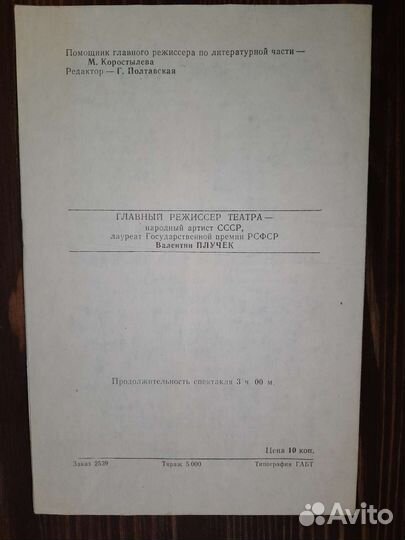 Помощник главного режиссера по литературной части —
М. Коростылева
Редактор — Г. Полтавская
ГЛАВНЫЙ РЕЖИССЕР ТЕАТРА —
народный артист СССР,
лауреат Государственной премии РСФСР
Валентин ПЛУЧЕК
Продолжительность спектакля 3 ч. 00 м.
Цена 10 коп.
Заказ 2539 Тираж 5.000 Типография ГАБТ
Avito